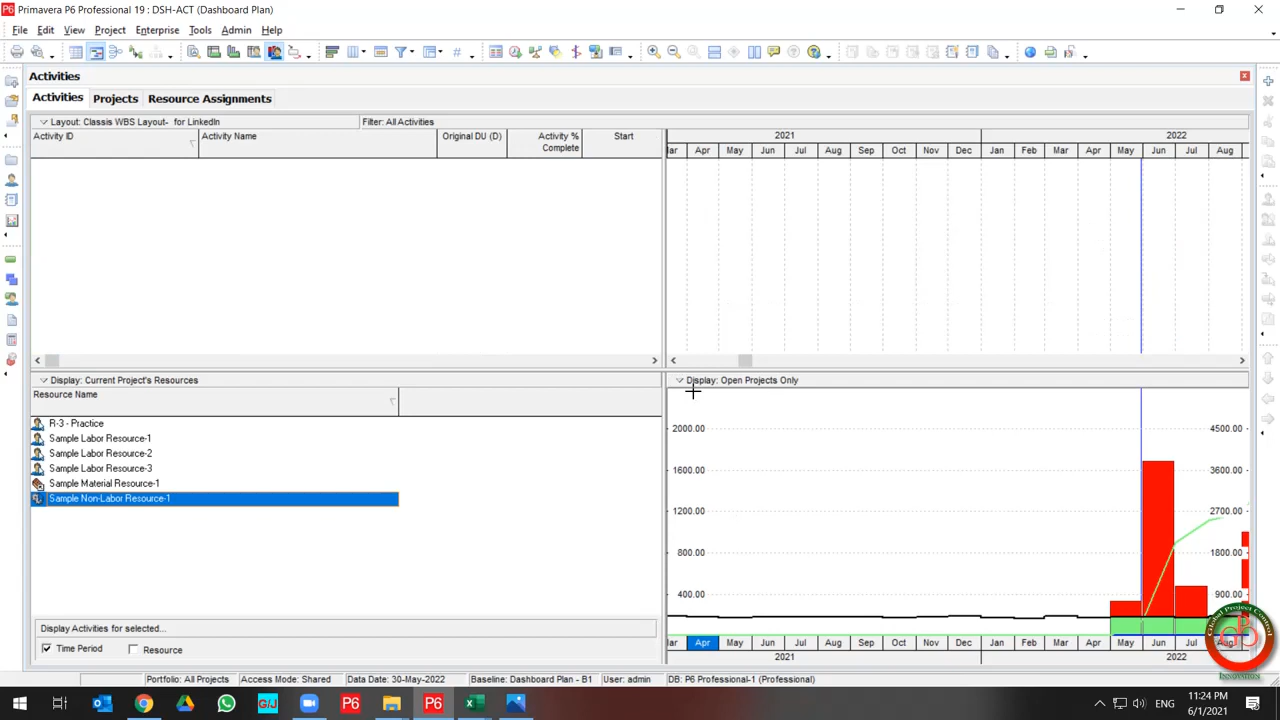 Primavera P6 Professional 19 : DSH-ACT (Dashboard Plan)
File Edit View Project Enterprise Tools Admin Help
Activities
Activities Projects Resource Assignments
Layout: Classis WBS Layout- for LinkedIn Filter: All Activities
Activity ID Activity Name Original DU (D) Activity % Complete Start
2021 2022
Mar Apr May Jun Jul Aug Sep Oct Nov Dec Jan Feb Mar Apr May Jun Jul Aug
Display: Current Project's Resources
Resource Name
R-3 - Practice
Sample Labor Resource-1
Sample Labor Resource-2
Sample Labor Resource-3
Sample Material Resource-1
Sample Non-Labor Resource-1
Display Activities for selected...
Time Period Resource
Display: Open Projects Only
2000.00 4500.00
1600.00 3600.00
1200.00 2700.00
800.00 1800.00
400.00 900.00
Mar Apr May Jun Jul Aug Sep Oct Nov Dec Jan Feb Mar Apr May Jun Jul Aug
2021 2022
Global Project Control
INNOVATION
Portfolio: All Projects Access Mode: Shared Data Date: 30-May-2022 Baseline: Dashboard Plan - B1 User: admin DB: P6 Professional-1 (Professional)
G/J P6 P6
ENG 11:24 PM
6/1/2021